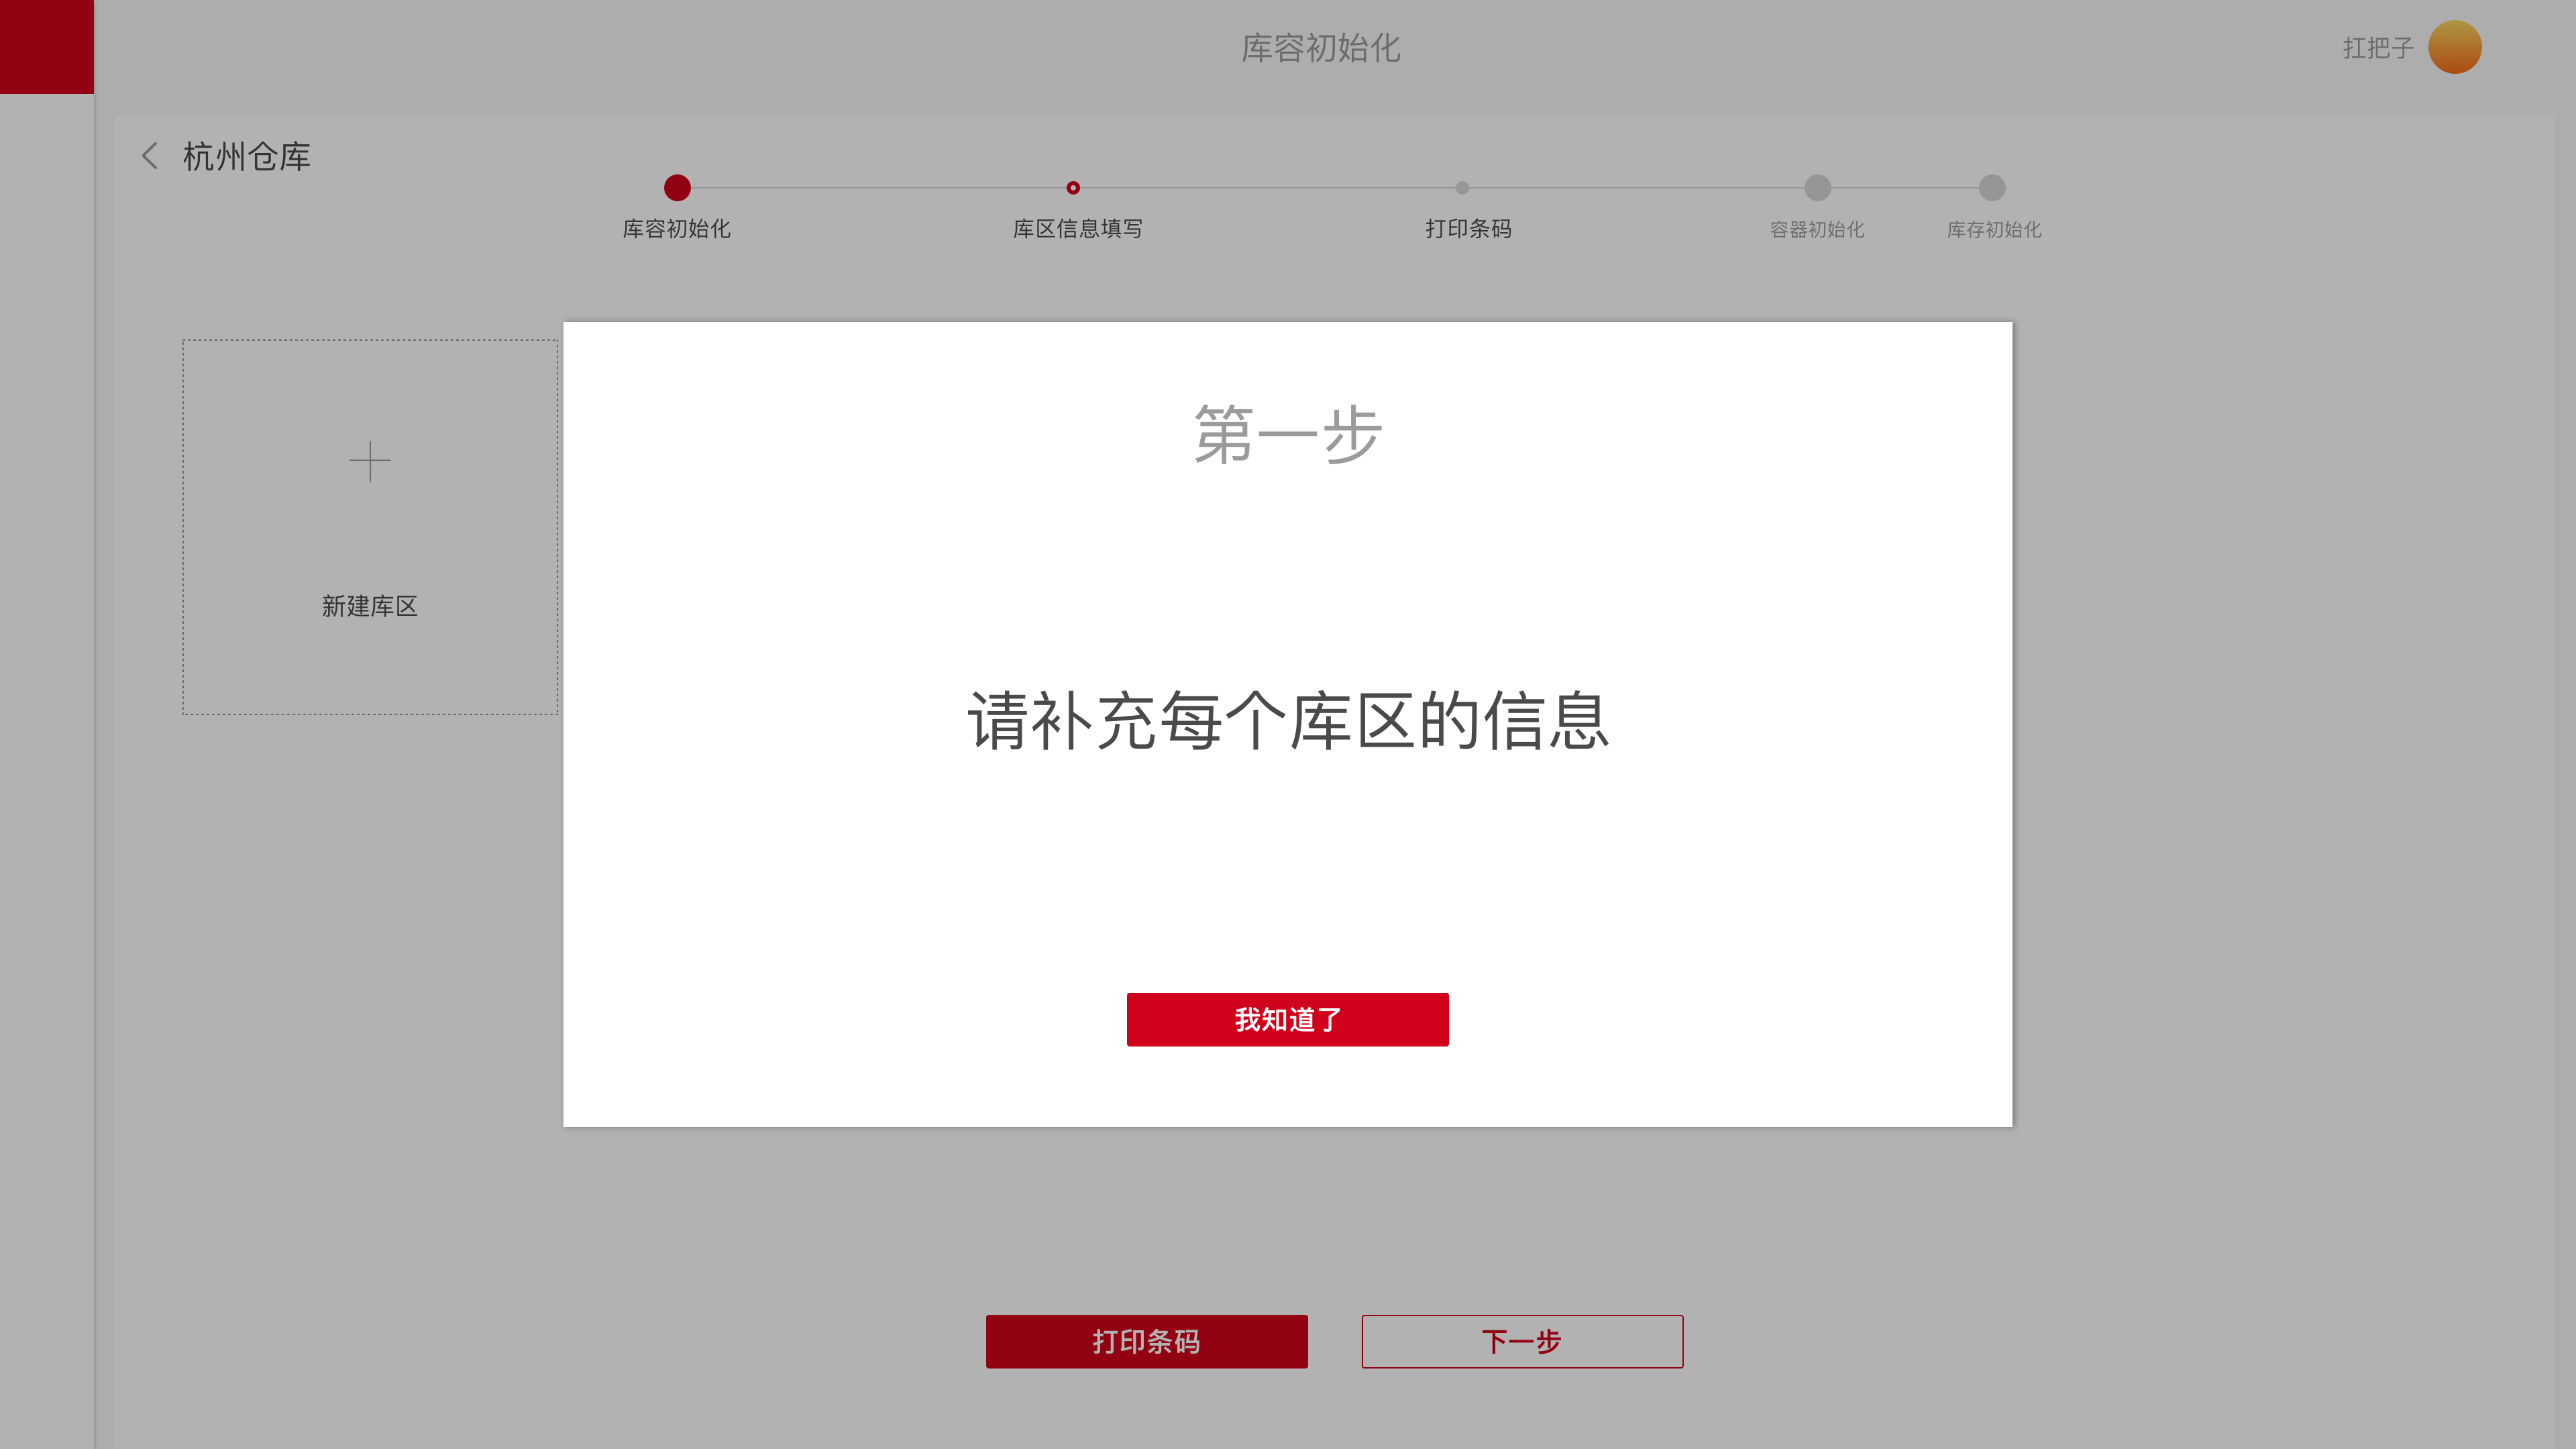 库容初始化
扛把子
杭州仓库
库容初始化
库区信息填写
打印条码
容器初始化
库存初始化
新建库区
第一步
请补充每个库区的信息
我知道了
打印条码
下一步